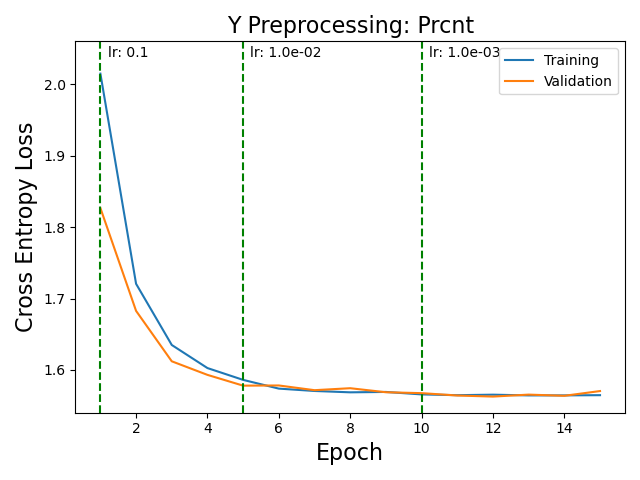 Y Preprocessing: Prcnt
lr: 0.1
lr: 1.0e-02
lr: 1.0e-03
Training
Validation
Cross Entropy Loss
2.0
1.9
1.8
1.7
1.6
2
4
6
8
10
12
14
Epoch